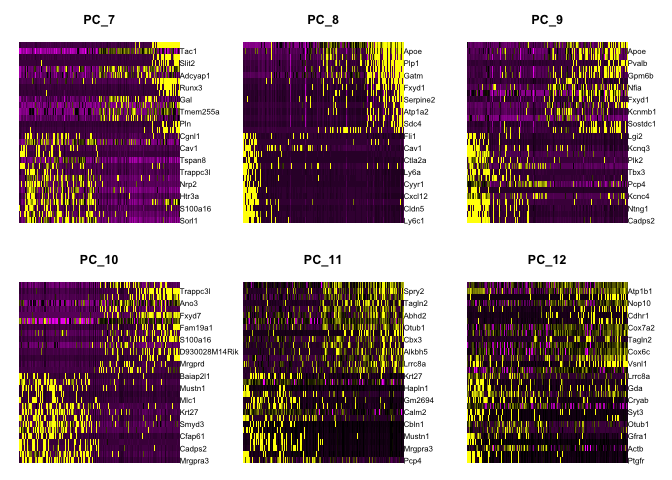 PC_7
Tac1
Slit2
Adcyap1
Runx3
Gal
Tmem255a
Pln
Cgnl1
Cav1
Tspan8
Trappc3l
Nrp2
Htr3a
S100a16
Sorl1
PC_8
Apoe
Plp1
Gatm
Fxyd1
Serpine2
Atp1a2
Sdc4
Fli1
Cav1
Ctla2a
Ly6a
Cyyr1
Cxcl12
Cldn5
Ly6c1
PC_9
Apoe
Pvalb
Gpm6b
Nfia
Fxyd1
Kcnmb1
Sostdc1
Lgi2
Kcnq3
Plk2
Tbx3
Pcp4
Kcnc4
Ntng1
Cadps2
PC_10
Trappc3l
Ano3
Fxyd7
Fam19a1
S100a16
D930028M14Rik
Mrgprd
Baiap2l1
Mustn1
Mlc1
Krt27
Smyd3
Cfap61
Cadps2
Mrgpra3
PC_11
Spry2
Tagln2
Abhd2
Otub1
Cbx3
Alkbh5
Lrrc8a
Krt27
Hapln1
Gm2694
Calm2
Cbln1
Mustn1
Mrgpra3
Pcp4
PC_12
Atp1b1
Nop10
Cdhr1
Cox7a2
Tagln2
Cox6c
Vsnl1
Lrrc8a
Gda
Cryab
Syt3
Otub1
Gfra1
Actb
Ptgfr